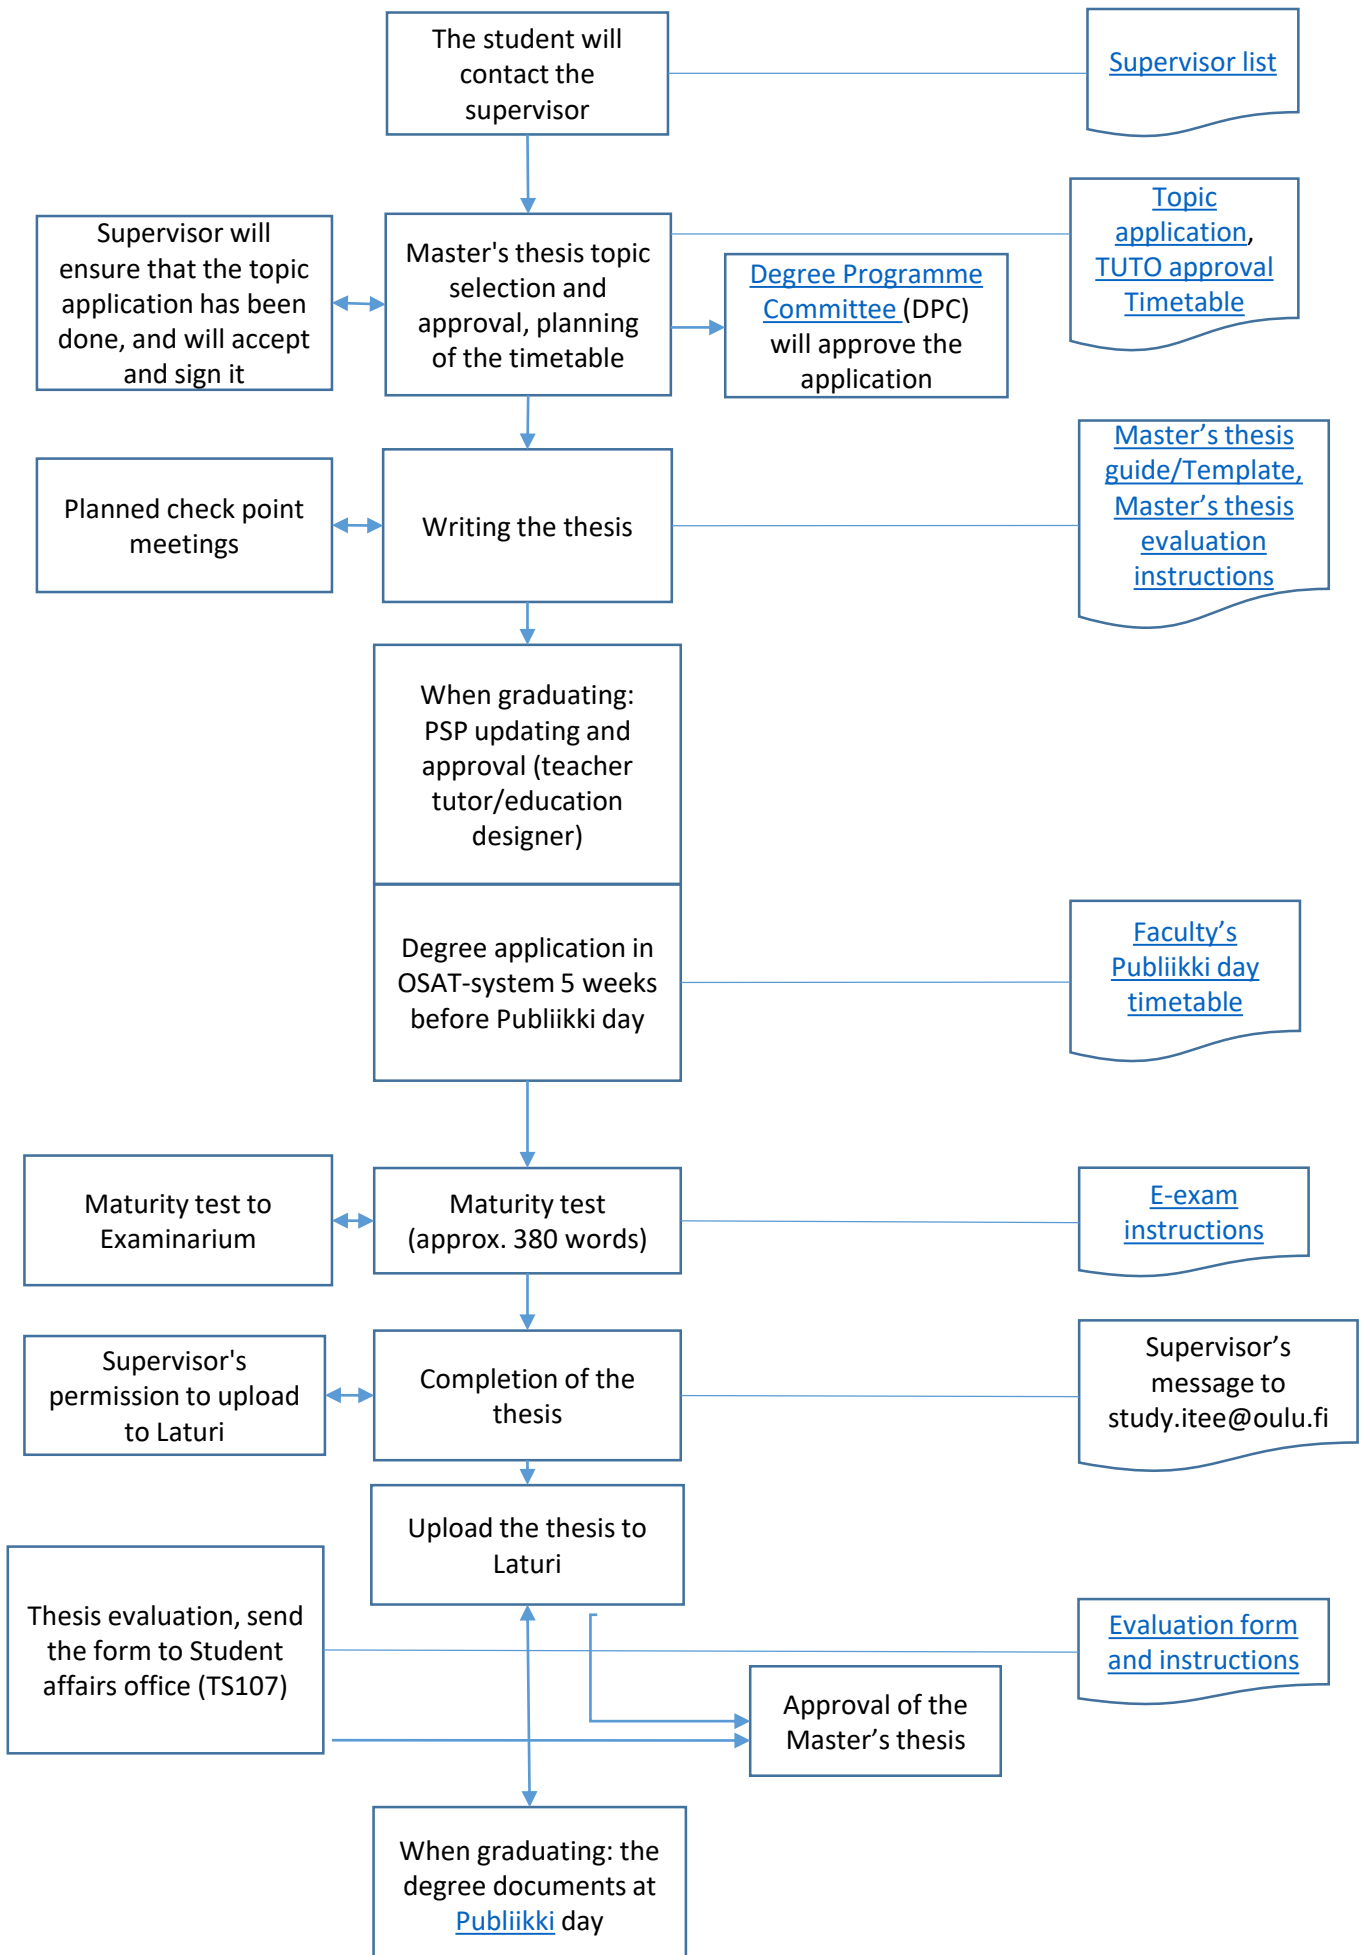 The student will
contact the
supervisor
Supervisor list
Supervisor will
ensure that the topic
application has been
done, and will accept
and sign it
Master's thesis topic
selection and
approval, planning
of the timetable
Degree Programme
Committee (DPC)
will approve the
application
Topic
application,
TUTO approval
Timetable
Planned check point
meetings
Writing the thesis
Master’s thesis
guide/Template,
Master’s thesis
evaluation
instructions
When graduating:
PSP updating and
approval (teacher
tutor/education
designer)
Degree application in
OSAT-system 5 weeks
before Publiikki day
Faculty’s
Publiikki day
timetable
Maturity test to
Examinarium
Maturity test
(approx. 380 words)
E-exam
instructions
Supervisor's
permission to upload
to Laturi
Completion of the
thesis
Supervisor’s
message to
study.itee@oulu.fi
Upload the thesis to
Laturi
Thesis evaluation, send
the form to Student
affairs office (TS107)
Evaluation form
and instructions
Approval of the
Master’s thesis
When graduating: the
degree documents at
Publiikki day